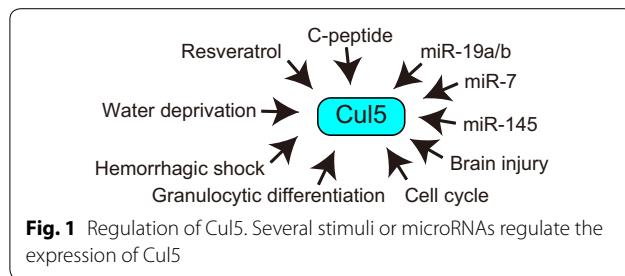 C-peptide
Resveratrol
miR-19a/b
miR-7
Water deprivation
Cul5
miR-145
Hemorrhagic shock
Brain injury
Granulocytic differentiation
Cell cycle
Fig. 1 Regulation of Cul5. Several stimuli or microRNAs regulate the
expression of Cul5